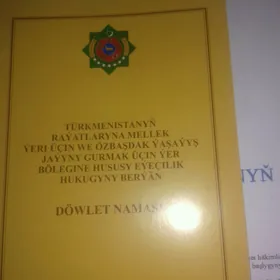 TÜRKMENISTANYŇ
RAÝATLARYNA MELLEK
YERI ÜÇIN WE ÖZBAŞDAK ÝAŞAÝYŞ
JAÝYNY GURMAK ÜÇIN ÝER
BÖLEGINE HUSUSY EÝEÇILIK
HUKUGYNY BERÝÄN
DÖWLET NAMASY
NYŇ